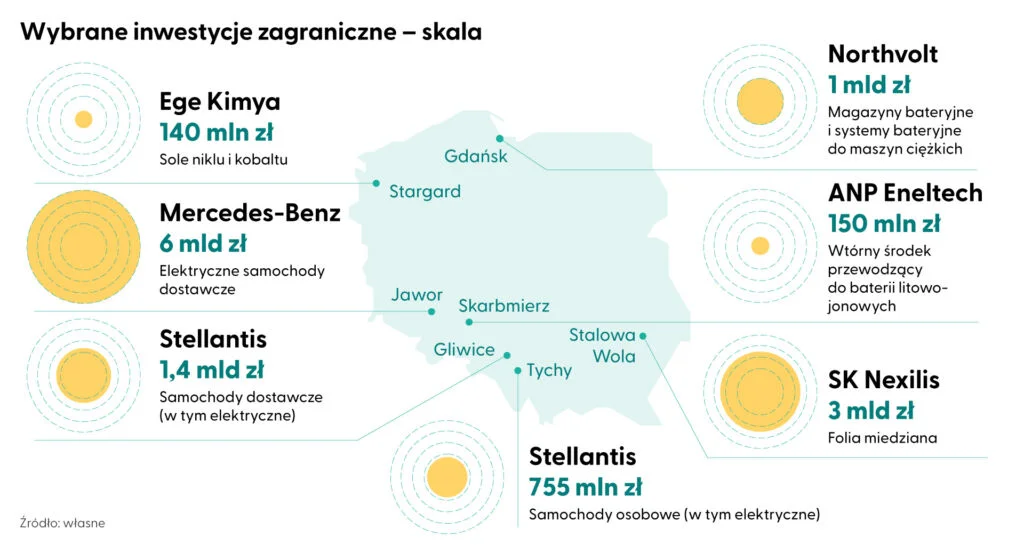 Wybrane inwestycje zagraniczne – skala
Ege Kimya
140 mln zł
Sole niklu i kobaltu
Mercedes-Benz
6 mld zł
Elektryczne samochody
dostawcze
Stellantis
1,4 mld zł
Samochody dostawcze
(w tym elektryczne)
Gdańsk
Stargard
Jawor
Skarbmierz
Gliwice
Tychy
Stalowa
Wola
Northvolt
1 mld zł
Magazyny bateryjne
i systemy bateryjne
do maszyn ciężkich
ANP Eneltech
150 mln zł
Wtórny środek
przewodzący
do baterii litowo-
jonowych
SK Nexilis
3 mld zł
Folia miedziana
Stellantis
755 mln zł
Samochody osobowe (w tym elektryczne)
Źródło: własne